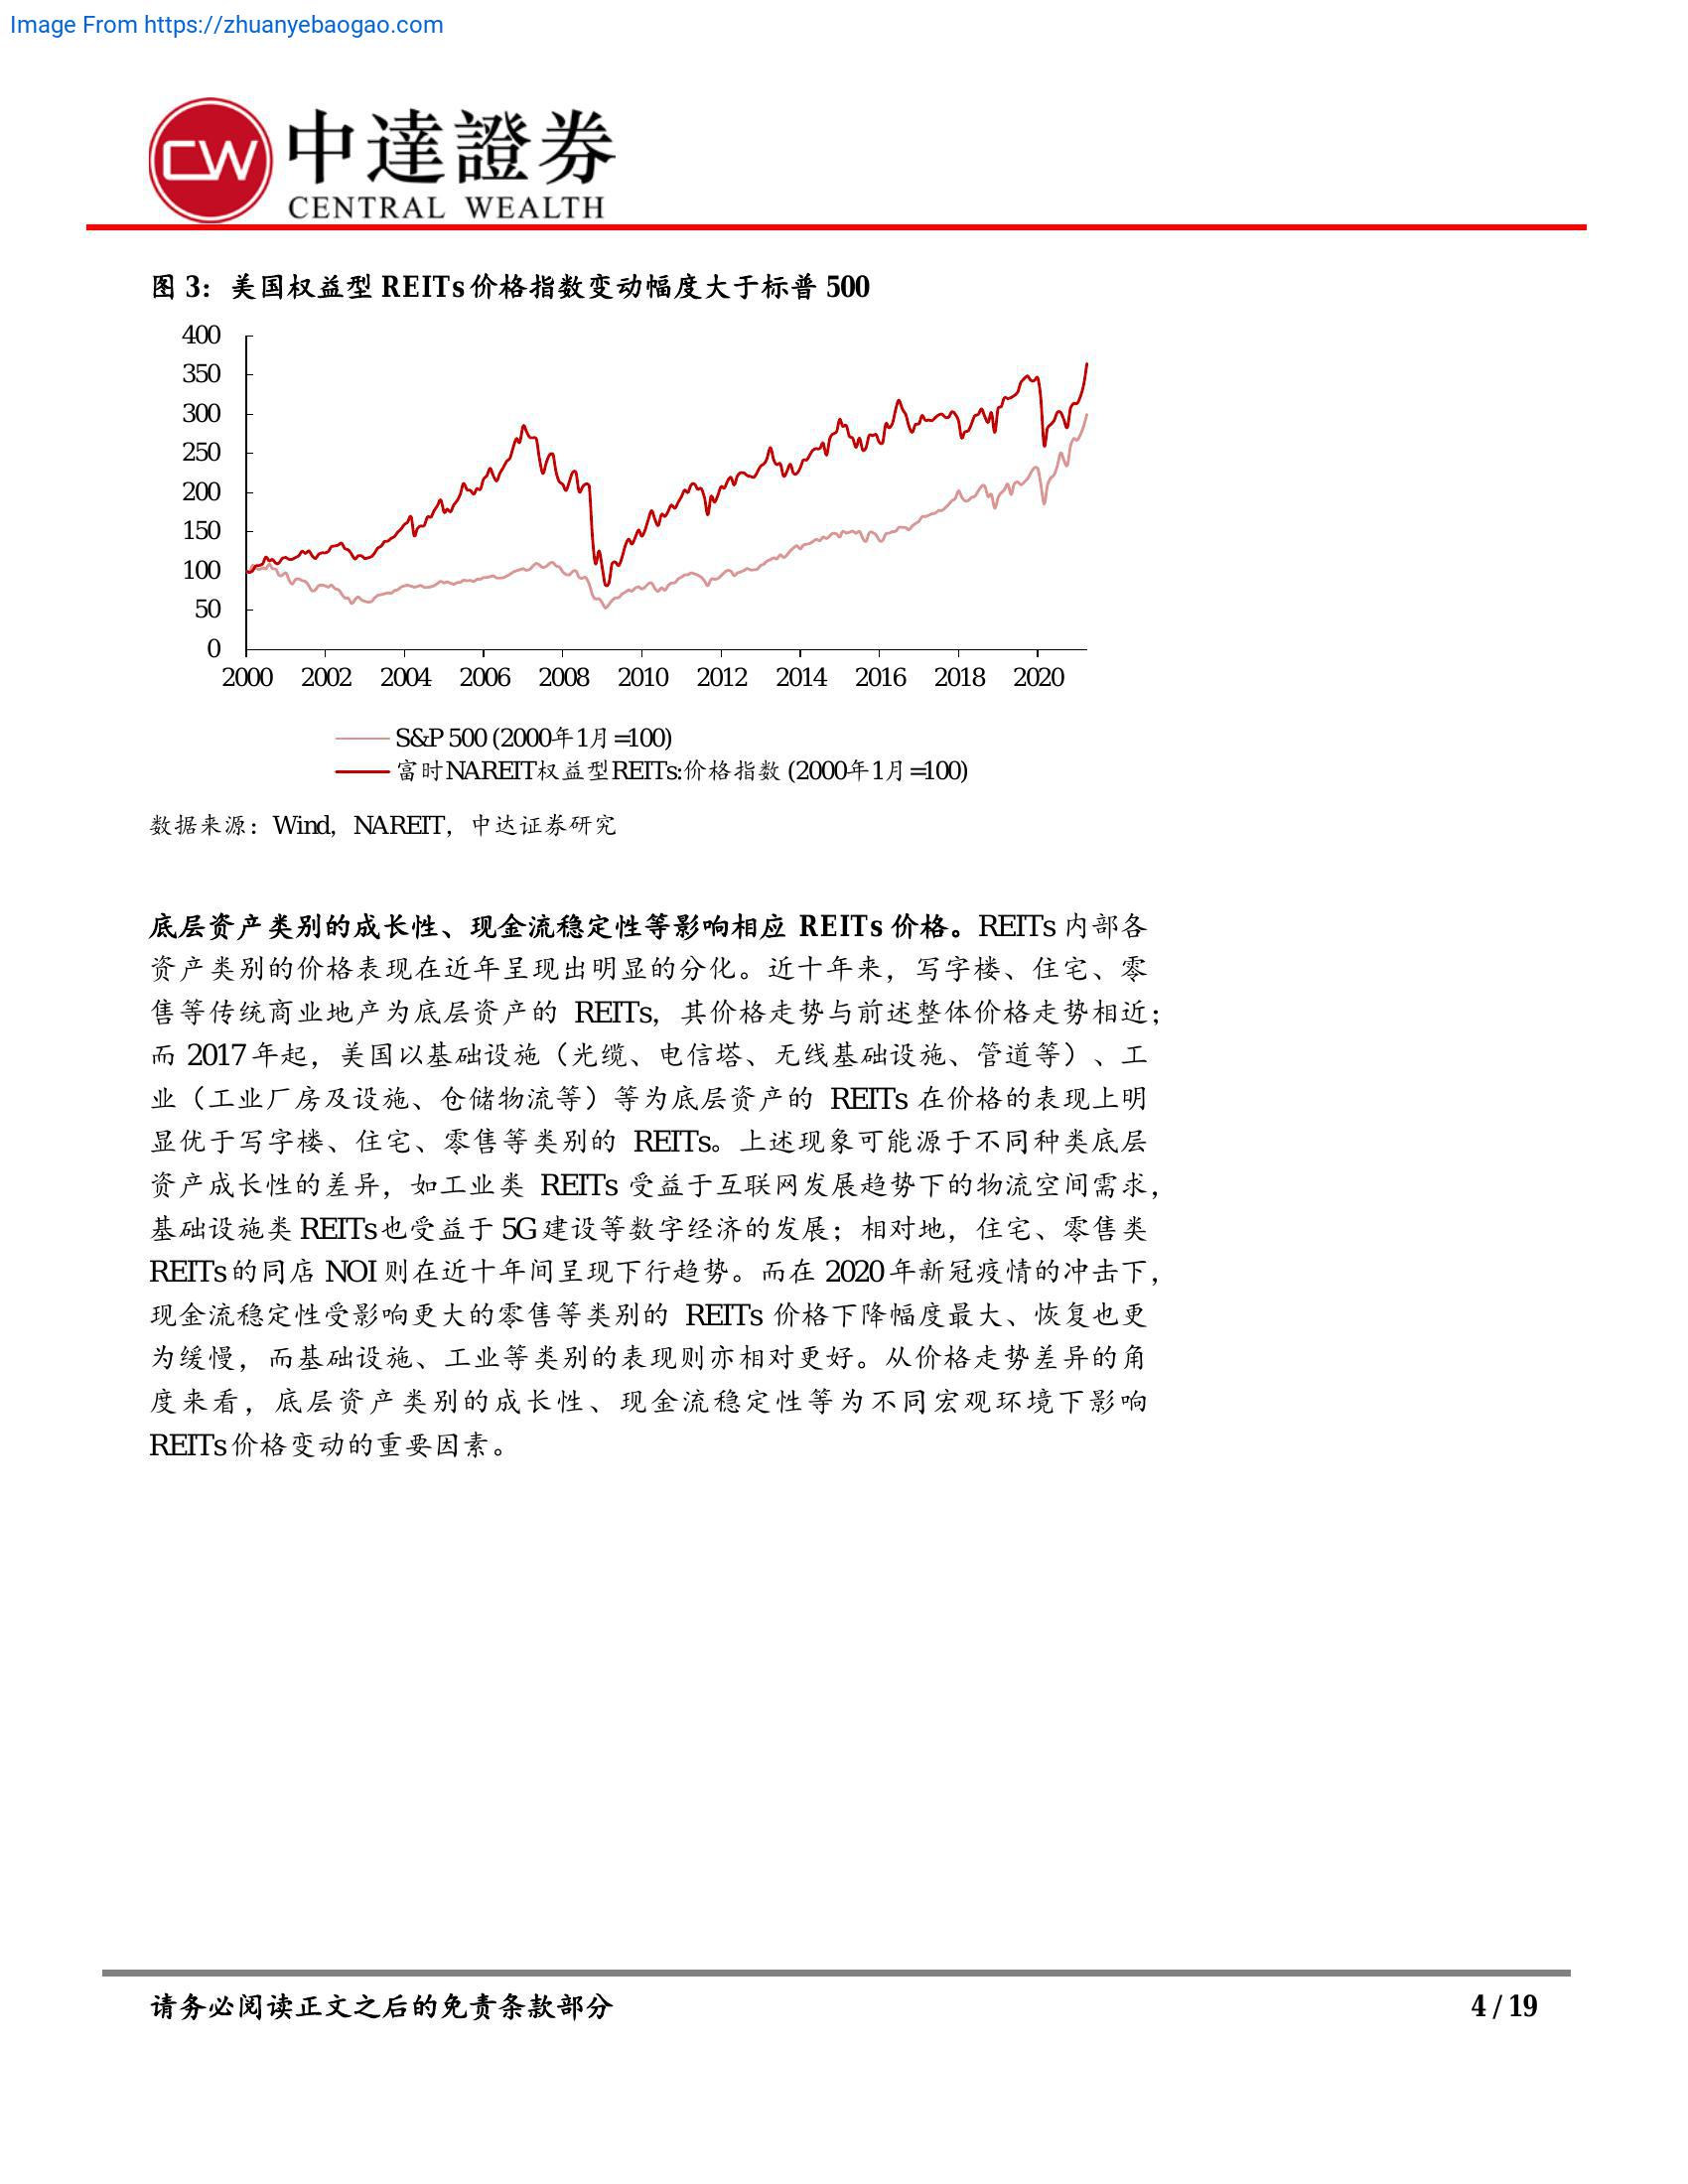 Image From https://zhuanyebaogao.com
CW
中達證券
CENTRAL WEALTH
图 3：美国权益型 REITs 价格指数变动幅度大于标普 500
400
350
300
250
200
150
100
50
0
2000 2002 2004 2006 2008 2010 2012 2014 2016 2018 2020
S&P 500 (2000年1月=100)
富时NAREIT权益型REITs:价格指数 (2000年1月=100)
数据来源：Wind，NAREIT，中达证券研究
底层资产类别的成长性、现金流稳定性等影响相应 REITs 价格。REITs 内部各
资产类别的价格表现在近年呈现出明显的分化。近十年来，写字楼、住宅、零
售等传统商业地产为底层资产的 REITs，其价格走势与前述整体价格走势相近；
而 2017 年起，美国以基础设施（光缆、电信塔、无线基础设施、管道等）、工
业（工业厂房及设施、仓储物流等）等为底层资产的 REITs 在价格的表现上明
显优于写字楼、住宅、零售等类别的 REITs。上述现象可能源于不同种类底层
资产成长性的差异，如工业类 REITs 受益于互联网发展趋势下的物流空间需求，
基础设施类 REITs 也受益于 5G 建设等数字经济的发展；相对地，住宅、零售类
REITs 的同店 NOI 则在近十年间呈现下行趋势。而在 2020 年新冠疫情的冲击下，
现金流稳定性受影响更大的零售等类别的 REITs 价格下降幅度最大、恢复也更
为缓慢，而基础设施、工业等类别的表现则亦相对更好。从价格走势差异的角
度来看，底层资产类别的成长性、现金流稳定性等为不同宏观环境下影响
REITs 价格变动的重要因素。
请务必阅读正文之后的免责条款部分
4 / 19